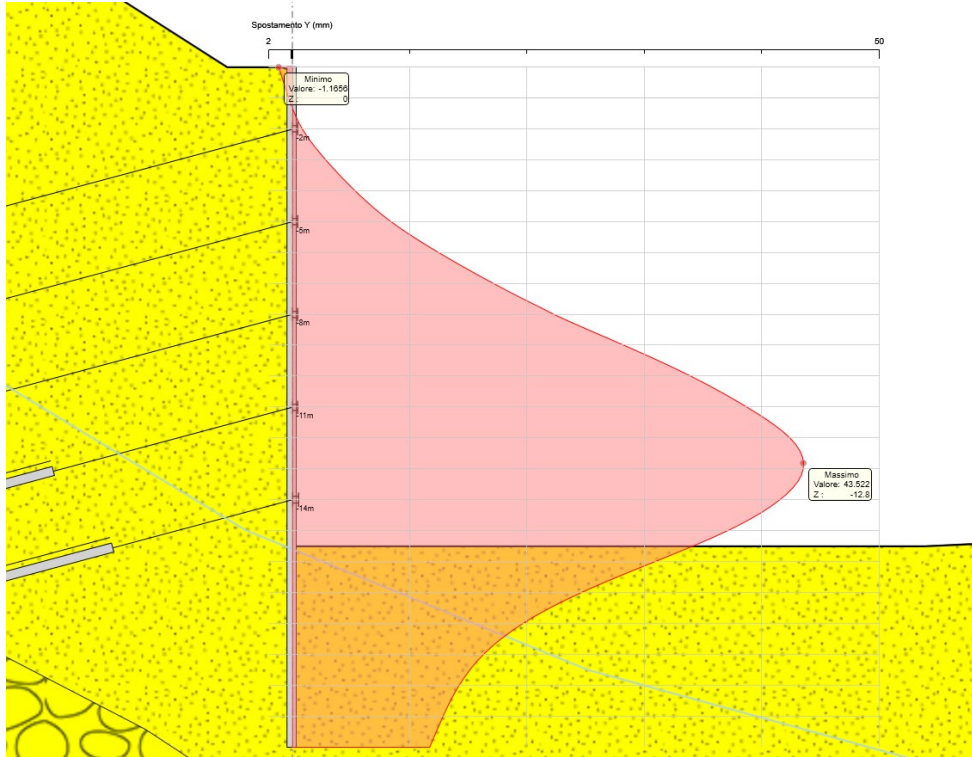 Spostamento Y (mm)
2
50
Minimo
Valore: -1.1656
Z : 0
-2m
-5m
-8m
-11m
Massimo
Valore: 43.522
Z : -12.8
-14m